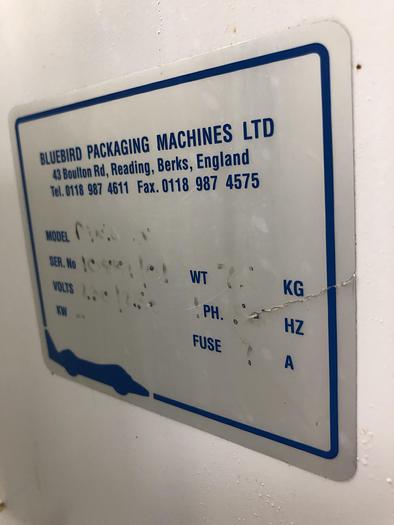 BLUEBIRD PACKAGING MACHINES LTD
43 Boulton Rd, Reading, Berks, England
Tel. 0118 987 4611 Fax. 0118 987 4575
MODEL
SER. No WT KG
VOLTS PH. HZ
KW FUSE A